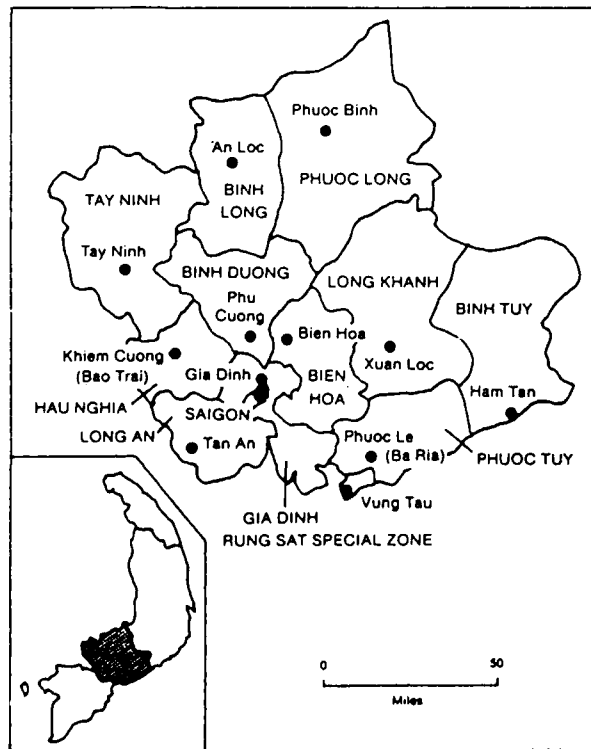 Phuoc Binh
An Loc
BINH
LONG
PHUOC LONG
TAY NINH
Tay Ninh
BINH DUONG
LONG KHANH
BINH TUY
Phu
Cuong
Bien Hoa
Khiem Cuong
(Bao Trai)
Gia Dinh
BIEN
HOA
Xuan Loc
HAU NGHIA
SAIGON
Ham Tan
LONG AN
Tan An
Phuoc Le
(Ba Ria)
PHUOC TUY
Vung Tau
GIA DINH
RUNG SAT SPECIAL ZONE
0 50
Miles